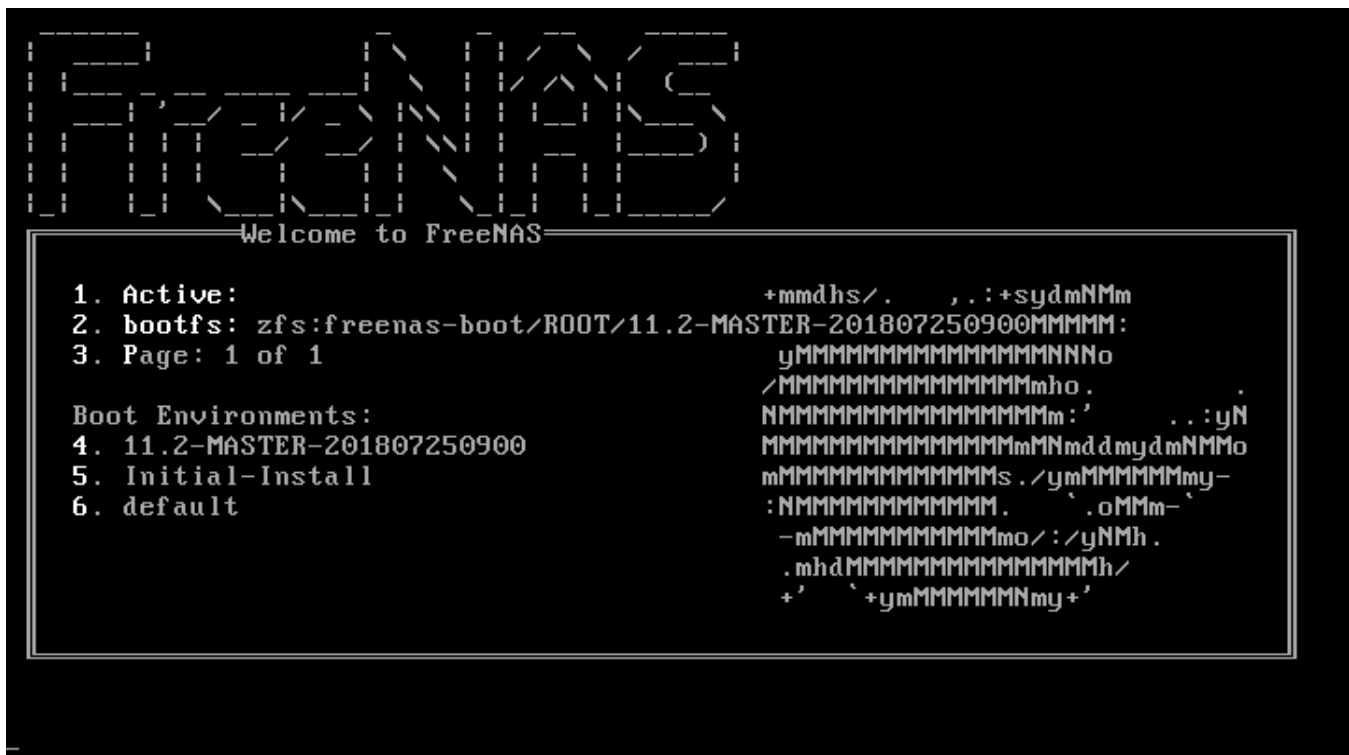 FreeNAS
Welcome to FreeNAS
1. Active:
2. bootfs: zfs:freenas-boot/ROOT/11.2-MASTER-201807250900MMMMM:
3. Page: 1 of 1
Boot Environments:
4. 11.2-MASTER-201807250900
5. Initial-Install
6. default